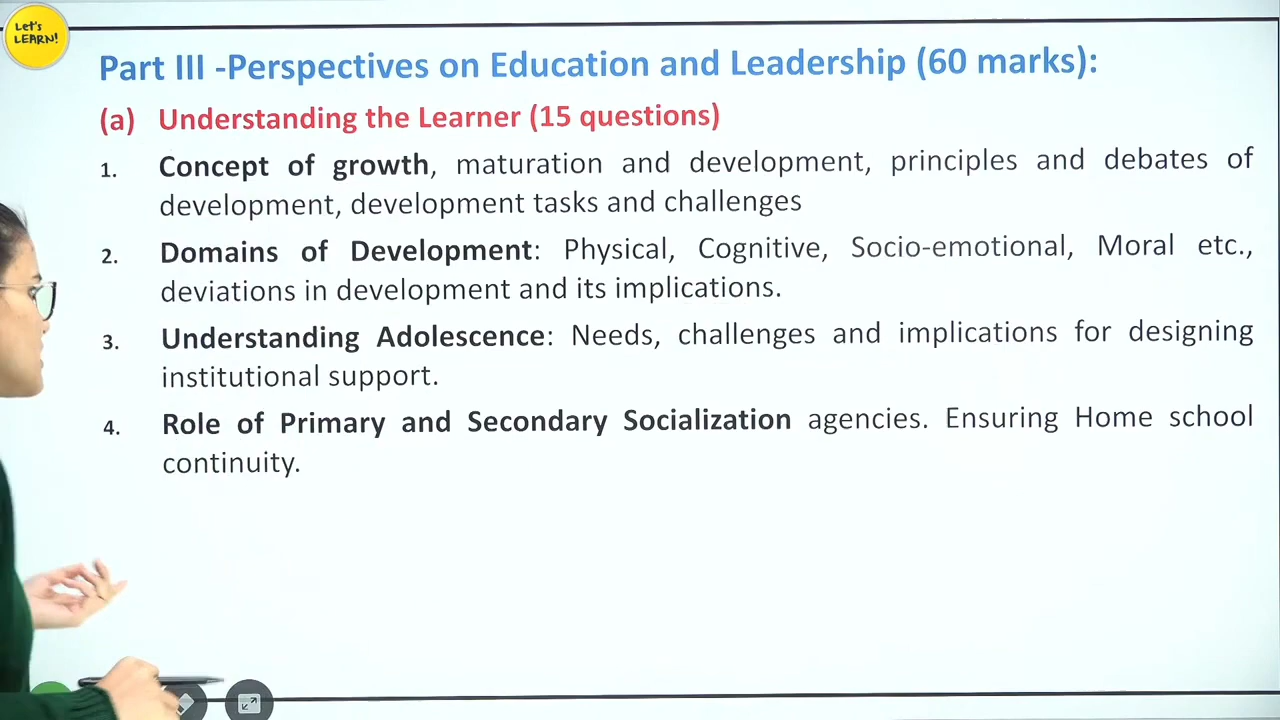 Let's
LEARN!
Part III -Perspectives on Education and Leadership (60 marks):
(a) Understanding the Learner (15 questions)
1. Concept of growth, maturation and development, principles and debates of
development, development tasks and challenges
2. Domains of Development: Physical, Cognitive, Socio-emotional, Moral etc.,
deviations in development and its implications.
3. Understanding Adolescence: Needs, challenges and implications for designing
institutional support.
4. Role of Primary and Secondary Socialization agencies. Ensuring Home school
continuity.